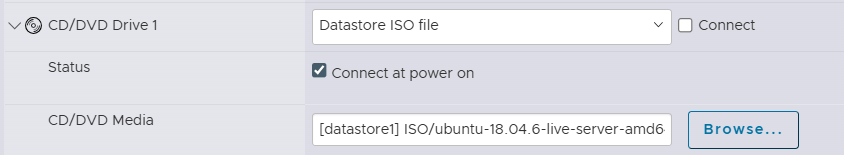 CD/DVD Drive 1 Datastore ISO file Connect
Status Connect at power on
CD/DVD Media [datastore1] ISO/ubuntu-18.04.6-live-server-amd6 Browse...